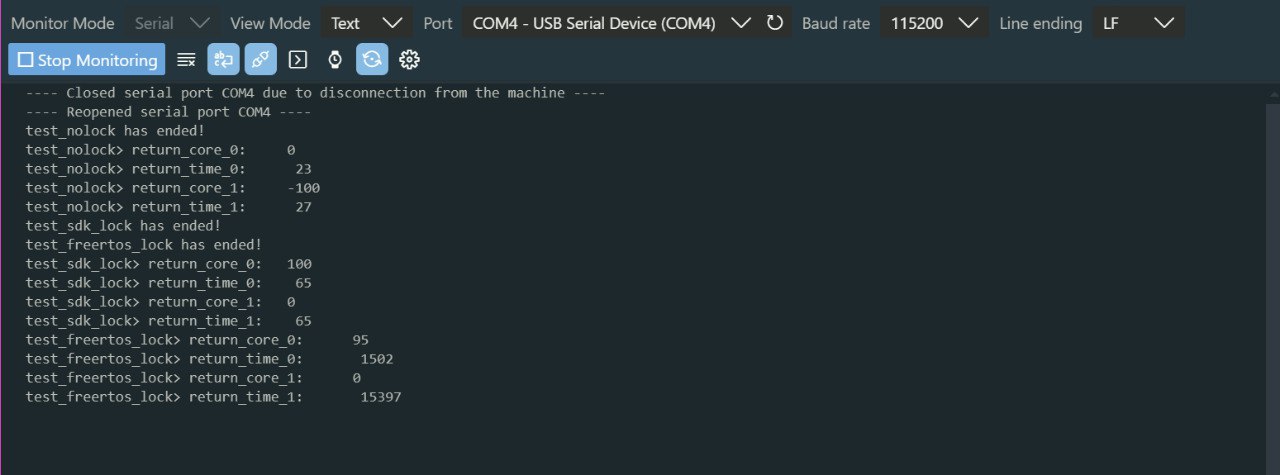 Monitor Mode Serial View Mode Text Port COM4 - USB Serial Device (COM4) Baud rate 115200 Line ending LF
Stop Monitoring
---- Closed serial port COM4 due to disconnection from the machine ----
---- Reopened serial port COM4 ----
test_nolock has ended!
test_nolock> return_core_0: 0
test_nolock> return_time_0: 23
test_nolock> return_core_1: -100
test_nolock> return_time_1: 27
test_sdk_lock has ended!
test_freertos_lock has ended!
test_sdk_lock> return_core_0: 100
test_sdk_lock> return_time_0: 65
test_sdk_lock> return_core_1: 0
test_sdk_lock> return_time_1: 65
test_freertos_lock> return_core_0: 95
test_freertos_lock> return_time_0: 1502
test_freertos_lock> return_core_1: 0
test_freertos_lock> return_time_1: 15397